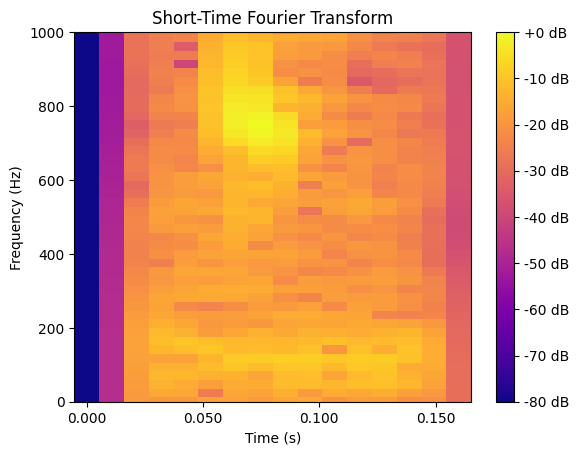 Short-Time Fourier Transform
1000
800
600
400
200
0
Frequency (Hz)
0.000
0.050
0.100
0.150
Time (s)
+0 dB
-10 dB
-20 dB
-30 dB
-40 dB
-50 dB
-60 dB
-70 dB
-80 dB